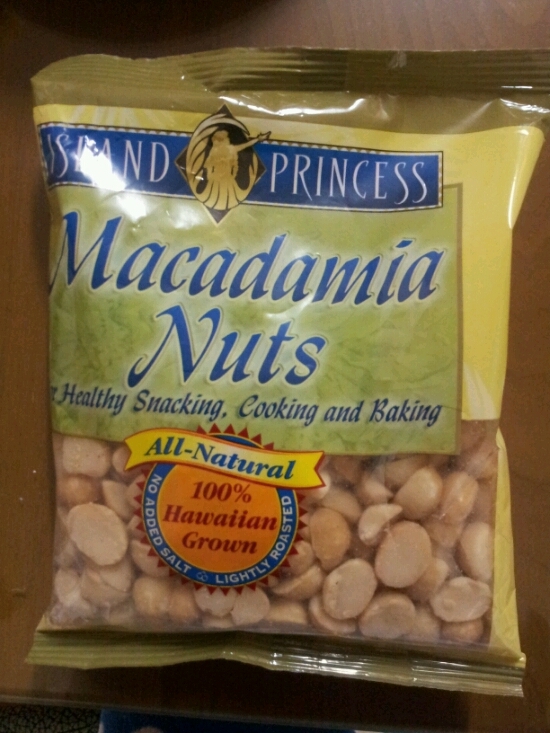 ISLAND PRINCESS
Macadamia
Nuts
Healthy Snacking, Cooking and Baking
All-Natural
100%
Hawaiian
Grown
NO ADDED SALT
LIGHTLY ROASTED